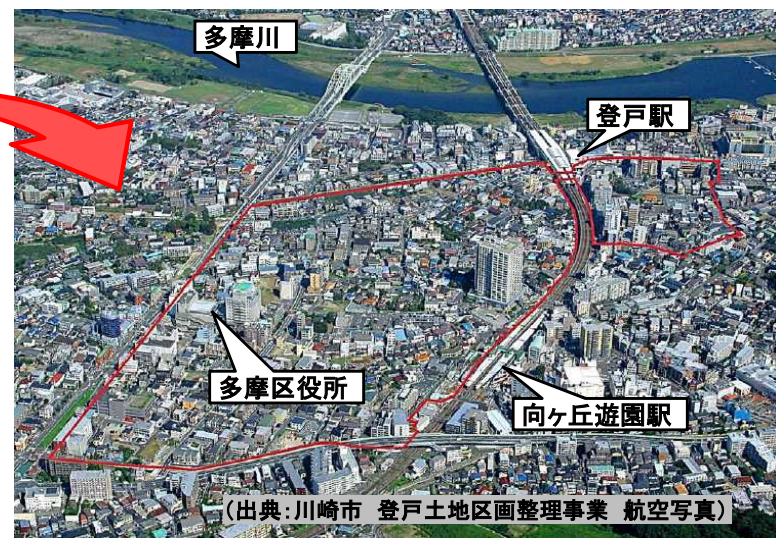 多摩川
登戸駅
多摩区役所
向ヶ丘遊園駅
(出典：川崎市　登戸土地区画整理事業　航空写真)